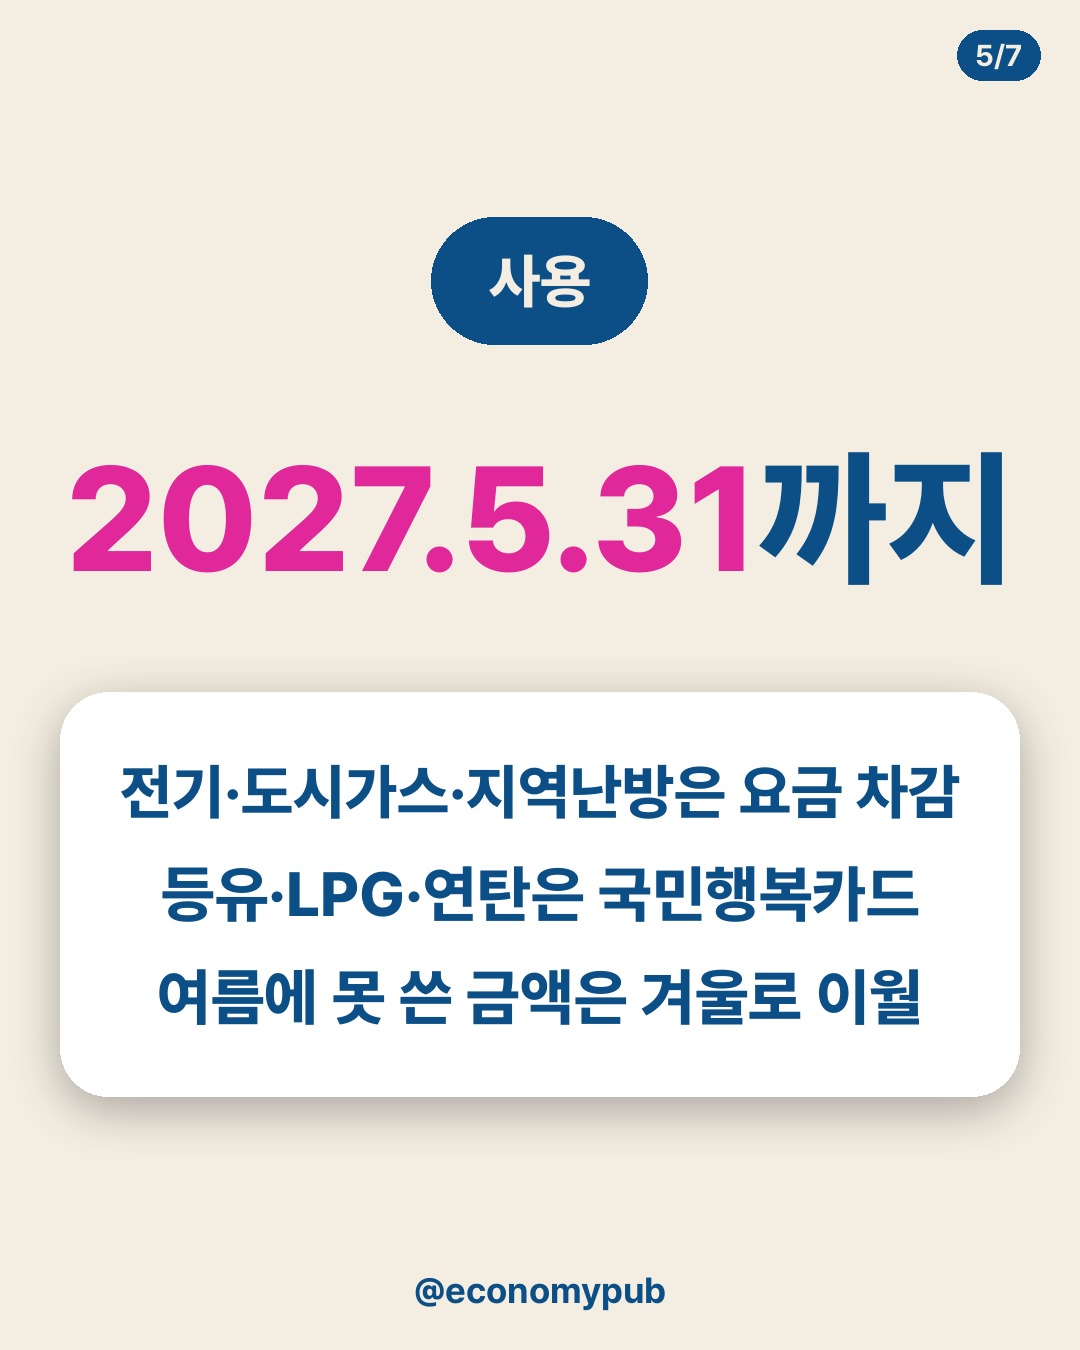 5/7
사용
2027.5.31까지
전기·도시가스·지역난방은 요금 차감
등유·LPG·연탄은 국민행복카드
여름에 못 쓴 금액은 겨울로 이월
@economypub